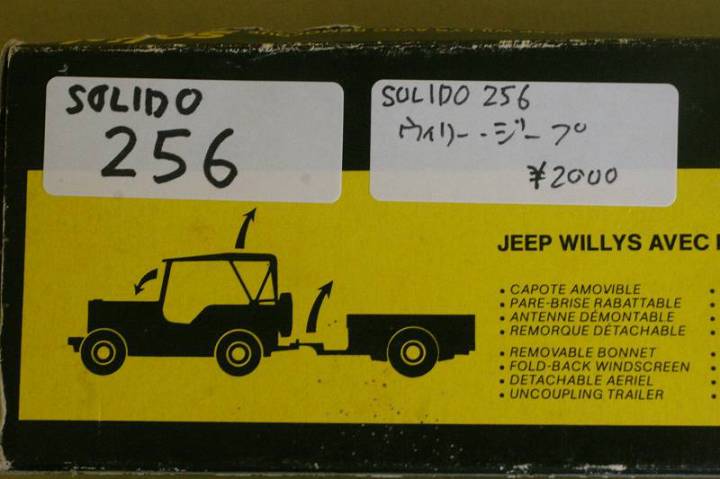 SOLIDO
256
SOLIDO 256
ウィリー・ジープ
¥2000
JEEP WILLYS AVEC
• CAPOTE AMOVIBLE
• PARE-BRISE RABATTABLE
• ANTENNE DÉMONTABLE
• REMORQUE DÉTACHABLE
• REMOVABLE BONNET
• FOLD-BACK WINDSCREEN
• DETACHABLE AERIEL
• UNCOUPLING TRAILER